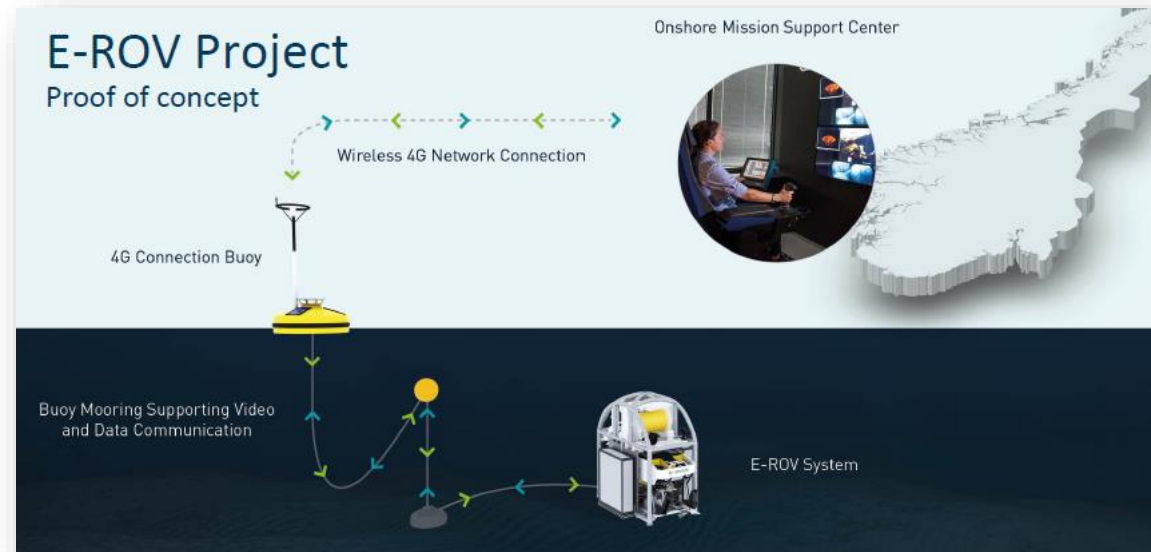 E-ROV Project
Proof of concept
Onshore Mission Support Center
Wireless 4G Network Connection
4G Connection Buoy
Buoy Mooring Supporting Video
and Data Communication
E-ROV System